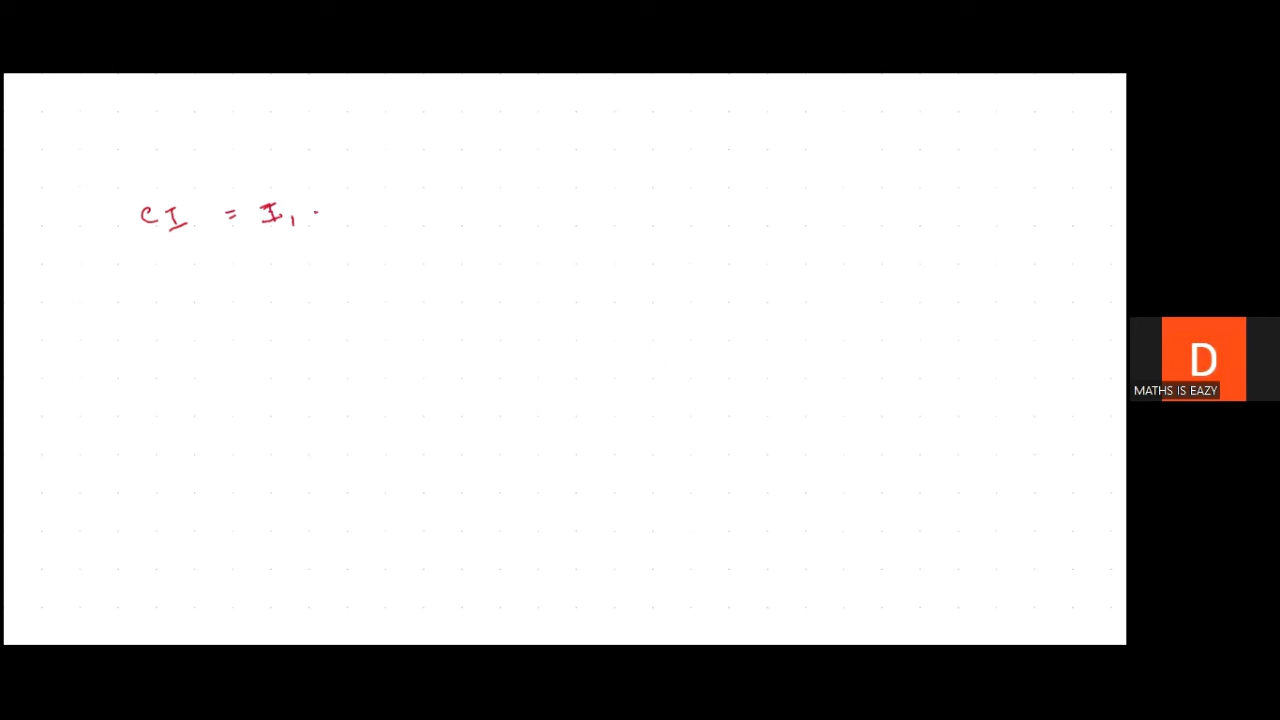 CI = I, .
D
MATHS IS EAZY